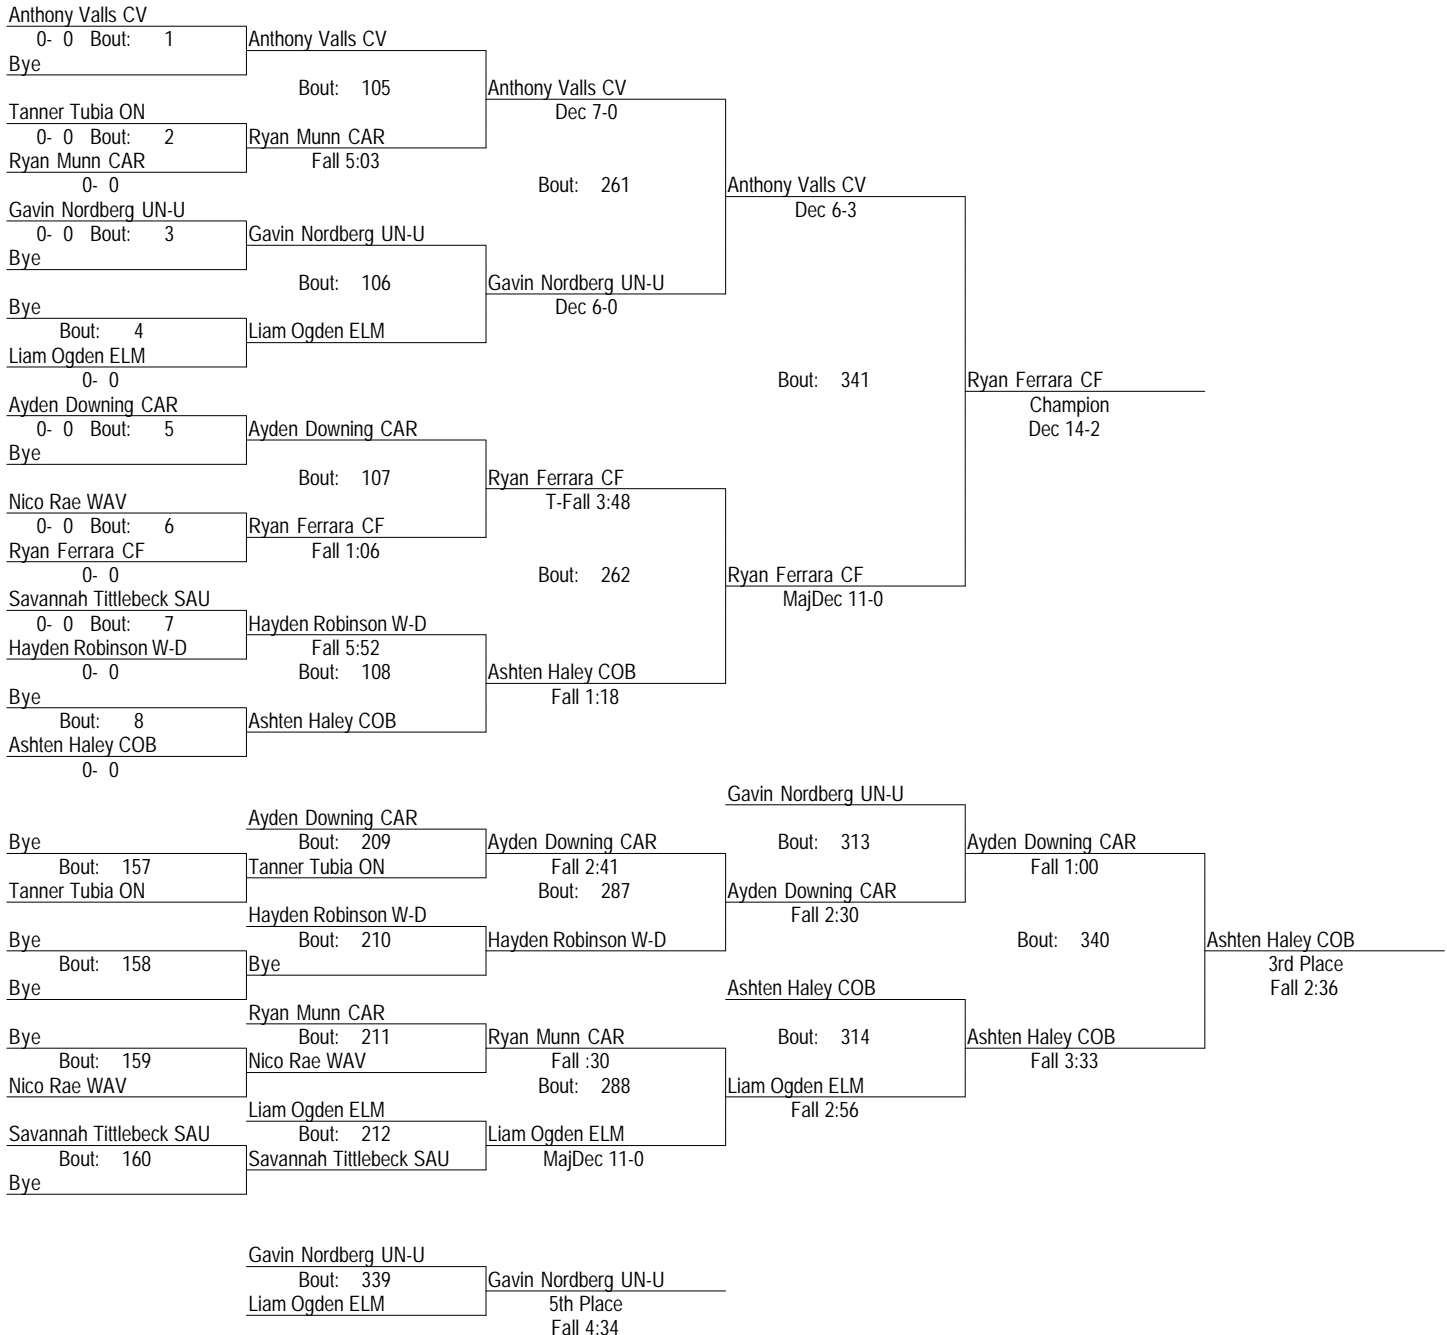 Anthony Valls CV
0- 0 Bout: 1
Bye
Tanner Tubia ON
0- 0 Bout: 2
Ryan Munn CAR
0- 0
Gavin Nordberg UN-U
0- 0 Bout: 3
Bye
Bye
Bout: 4
Liam Ogden ELM
0- 0
Ayden Downing CAR
0- 0 Bout: 5
Bye
Nico Rae WAV
0- 0 Bout: 6
Ryan Ferrara CF
0- 0
Savannah Tittlebeck SAU
0- 0 Bout: 7
Hayden Robinson W-D
0- 0
Bye
Bout: 8
Ashten Haley COB
0- 0
Anthony Valls CV
Bout: 105
Ryan Munn CAR
Fall 5:03
Gavin Nordberg UN-U
Bout: 106
Liam Ogden ELM
Ayden Downing CAR
Bout: 107
Ryan Ferrara CF
Fall 1:06
Hayden Robinson W-D
Fall 5:52
Bout: 108
Ashten Haley COB
Anthony Valls CV
Dec 7-0
Bout: 261
Gavin Nordberg UN-U
Dec 6-0
Ryan Ferrara CF
T-Fall 3:48
Bout: 262
Ashten Haley COB
Fall 1:18
Anthony Valls CV
Dec 6-3
Bout: 341
Ryan Ferrara CF
MajDec 11-0
Ryan Ferrara CF
Champion
Dec 14-2
Bye
Bout: 157
Tanner Tubia ON
Bye
Bout: 158
Bye
Bye
Bout: 159
Nico Rae WAV
Savannah Tittlebeck SAU
Bout: 160
Bye
Ayden Downing CAR
Bout: 209
Tanner Tubia ON
Hayden Robinson W-D
Bout: 210
Bye
Ryan Munn CAR
Bout: 211
Nico Rae WAV
Liam Ogden ELM
Bout: 212
Savannah Tittlebeck SAU
Ayden Downing CAR
Fall 2:41
Bout: 287
Hayden Robinson W-D
Ryan Munn CAR
Fall :30
Bout: 288
Liam Ogden ELM
MajDec 11-0
Gavin Nordberg UN-U
Bout: 313
Ayden Downing CAR
Fall 2:30
Ashten Haley COB
Bout: 314
Liam Ogden ELM
Fall 2:56
Ayden Downing CAR
Fall 1:00
Bout: 340
Ashten Haley COB
Fall 3:33
Ashten Haley COB
3rd Place
Fall 2:36
Gavin Nordberg UN-U
Bout: 339
Liam Ogden ELM
Gavin Nordberg UN-U
5th Place
Fall 4:34